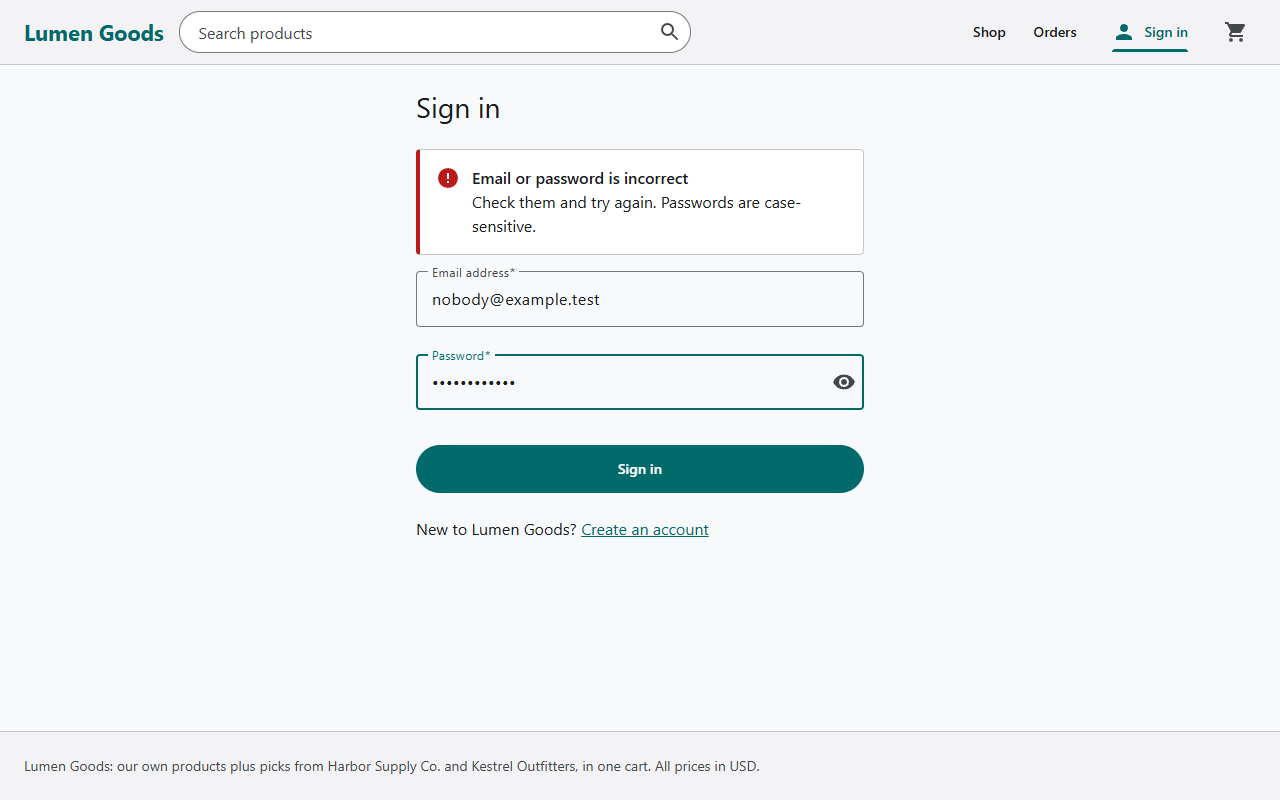 Lumen Goods
Search products
Shop
Orders
Sign in
Sign in
Email or password is incorrect
Check them and try again. Passwords are case-
sensitive.
Email address*
nobody@example.test
Password*
••••••••••••
Sign in
New to Lumen Goods? Create an account
Lumen Goods: our own products plus picks from Harbor Supply Co. and Kestrel Outfitters, in one cart. All prices in USD.